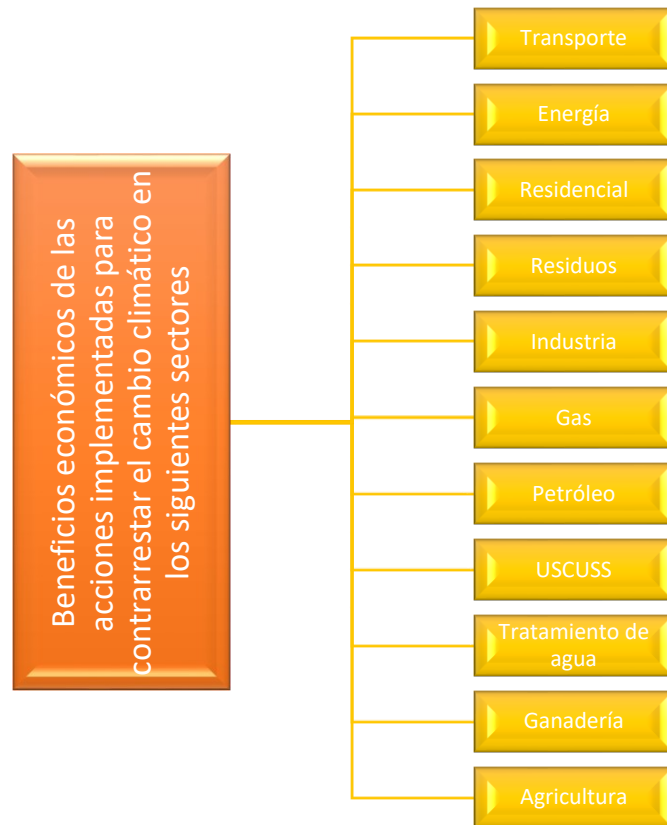 Beneficios económicos de las
acciones implementadas para
contrarrestar el cambio climático en
los siguientes sectores
Transporte
Energía
Residencial
Residuos
Industria
Gas
Petróleo
USCUSS
Tratamiento de
agua
Ganadería
Agricultura